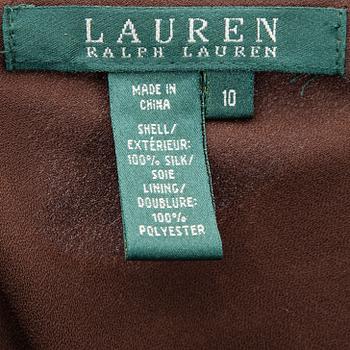 LAUREN
RALPH LAUREN
MADE IN
CHINA
10
SHELL/
EXTÉRIEUR:
100% SILK/
SOIE
LINING/
DOUBLURE:
100%
POLYESTER